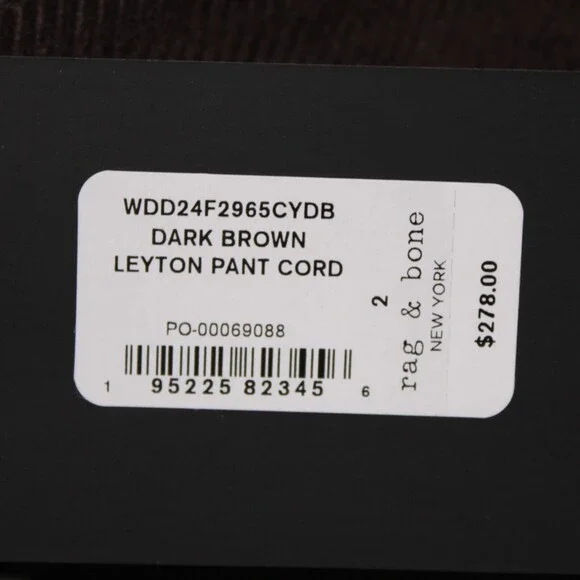 WDD24F2965CYDB
DARK BROWN
LEYTON PANT CORD
PO-00069088
1 95225 82345 6
2
rag & bone
NEW YORK
$278.00